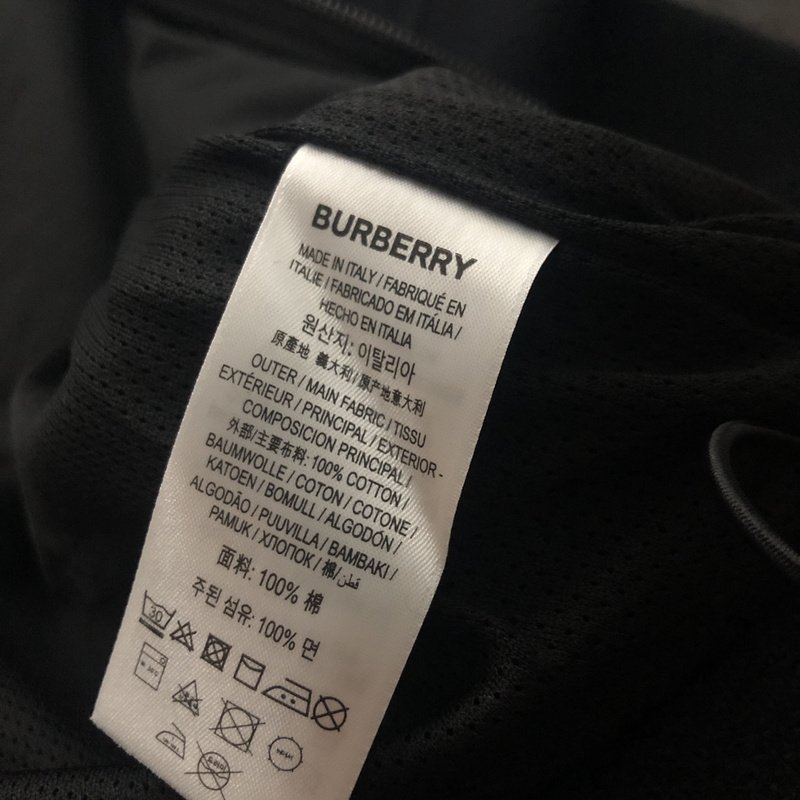 BURBERRY
MADE IN ITALY / FABRIQUÉ EN
ITALIE / FABRICADO EM ITÁLIA /
HECHO EN ITALIA
원산지: 이탈리아
原產地 義大利 / 原产地意大利
OUTER / MAIN FABRIC / TISSU
EXTÉRIEUR / PRINCIPAL / EXTERIOR -
COMPOSICION PRINCIPAL /
外部/主要布料: 100% COTTON /
BAUMWOLLE / COTON / COTONE /
KATOEN / BOMULL / ALGODÓN /
ALGODÃO / PUUVILLA / BAMBAKI /
PAMUK / ХЛОПОК / 棉/ قطن
面料: 100% 棉
주된 섬유: 100% 면
30